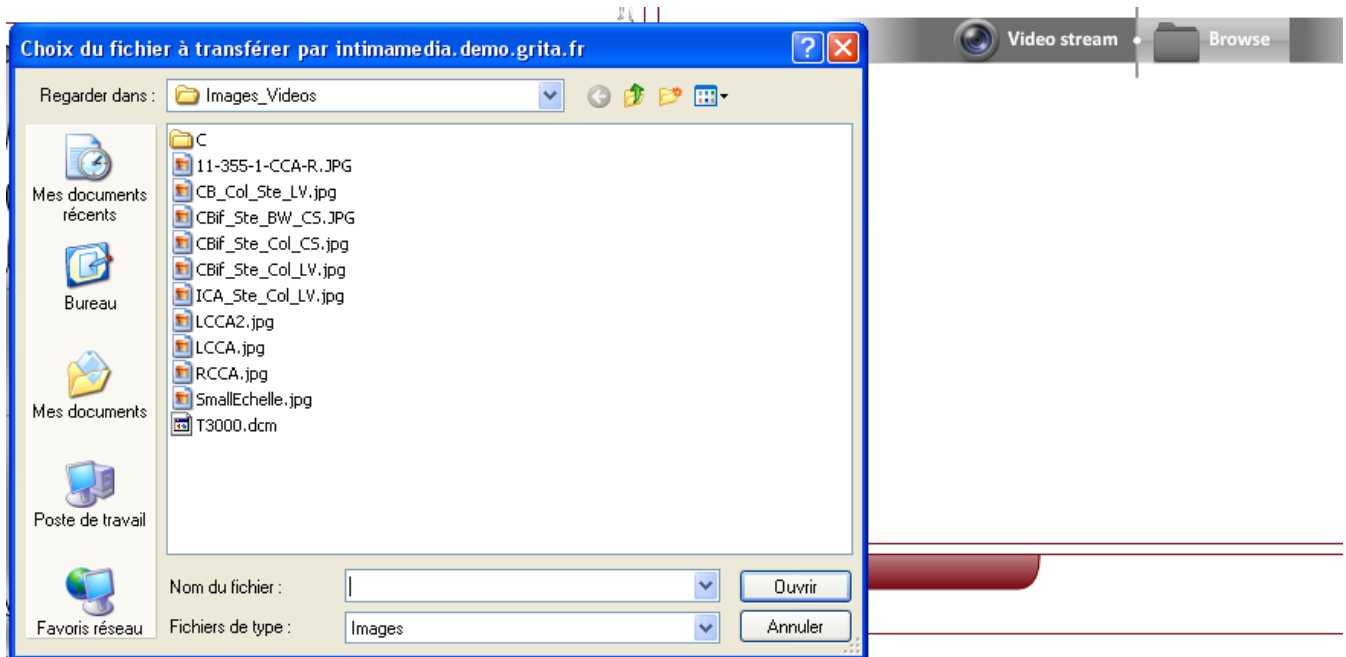 Choix du fichier à transférer par intimamedia.demo.grita.fr
Video stream
Browse
Regarder dans :
Images_Videos
Mes documents
récents
Bureau
Mes documents
Poste de travail
Favoris réseau
C
11-355-1-CCA-R.JPG
CB_Col_Ste_LV.jpg
CBif_Ste_BW_CS.JPG
CBif_Ste_Col_CS.jpg
CBif_Ste_Col_LV.jpg
ICA_Ste_Col_LV.jpg
LCCA2.jpg
LCCA.jpg
RCCA.jpg
SmallEchelle.jpg
T3000.dcm
Nom du fichier :
Ouvrir
Fichiers de type :
Images
Annuler